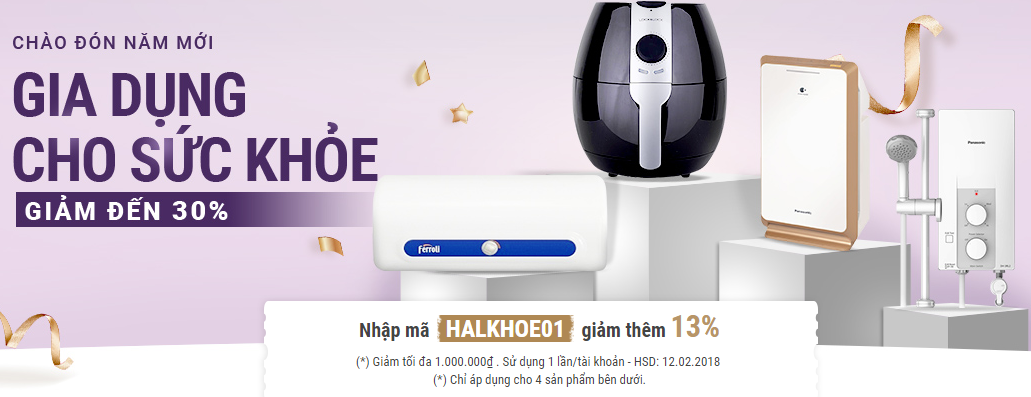 CHÀO ĐÓN NĂM MỚI
GIA DỤNG
CHO SỨC KHỎE
GIẢM ĐẾN 30%
ferroli
Panasonic
Panasonic
Nhập mã HALKHOE01 giảm thêm 13%
(*) Giảm tối đa 1.000.000₫ . Sử dụng 1 lần/tài khoản - HSD: 12.02.2018
(*) Chỉ áp dụng cho 4 sản phẩm bên dưới.